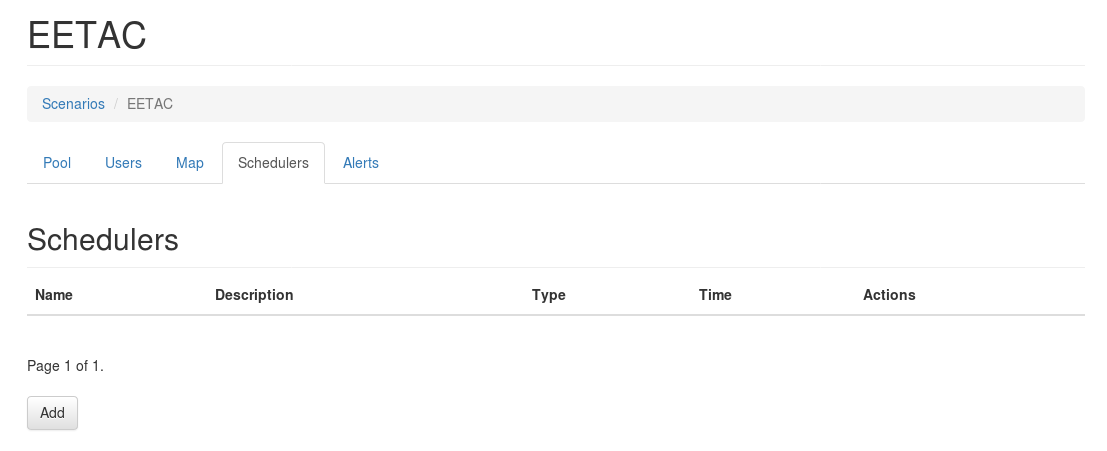 EETAC
Scenarios / EETAC
Pool Users Map Schedulers Alerts
Schedulers
Name Description Type Time Actions
Page 1 of 1.
Add